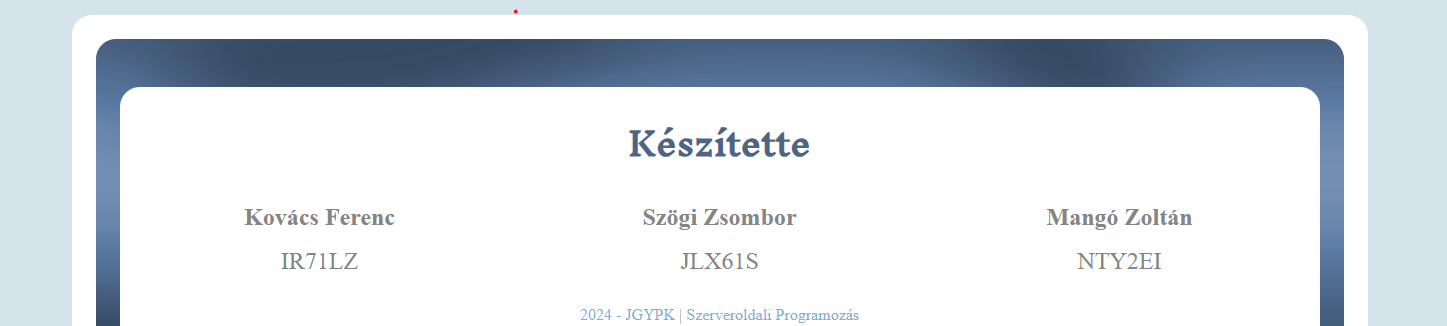 Készítette
Kovács Ferenc Szögi Zsombor Mangó Zoltán
IR71LZ JLX61S NTY2EI
2024 - JGYPK | Szerveroldali Programozás